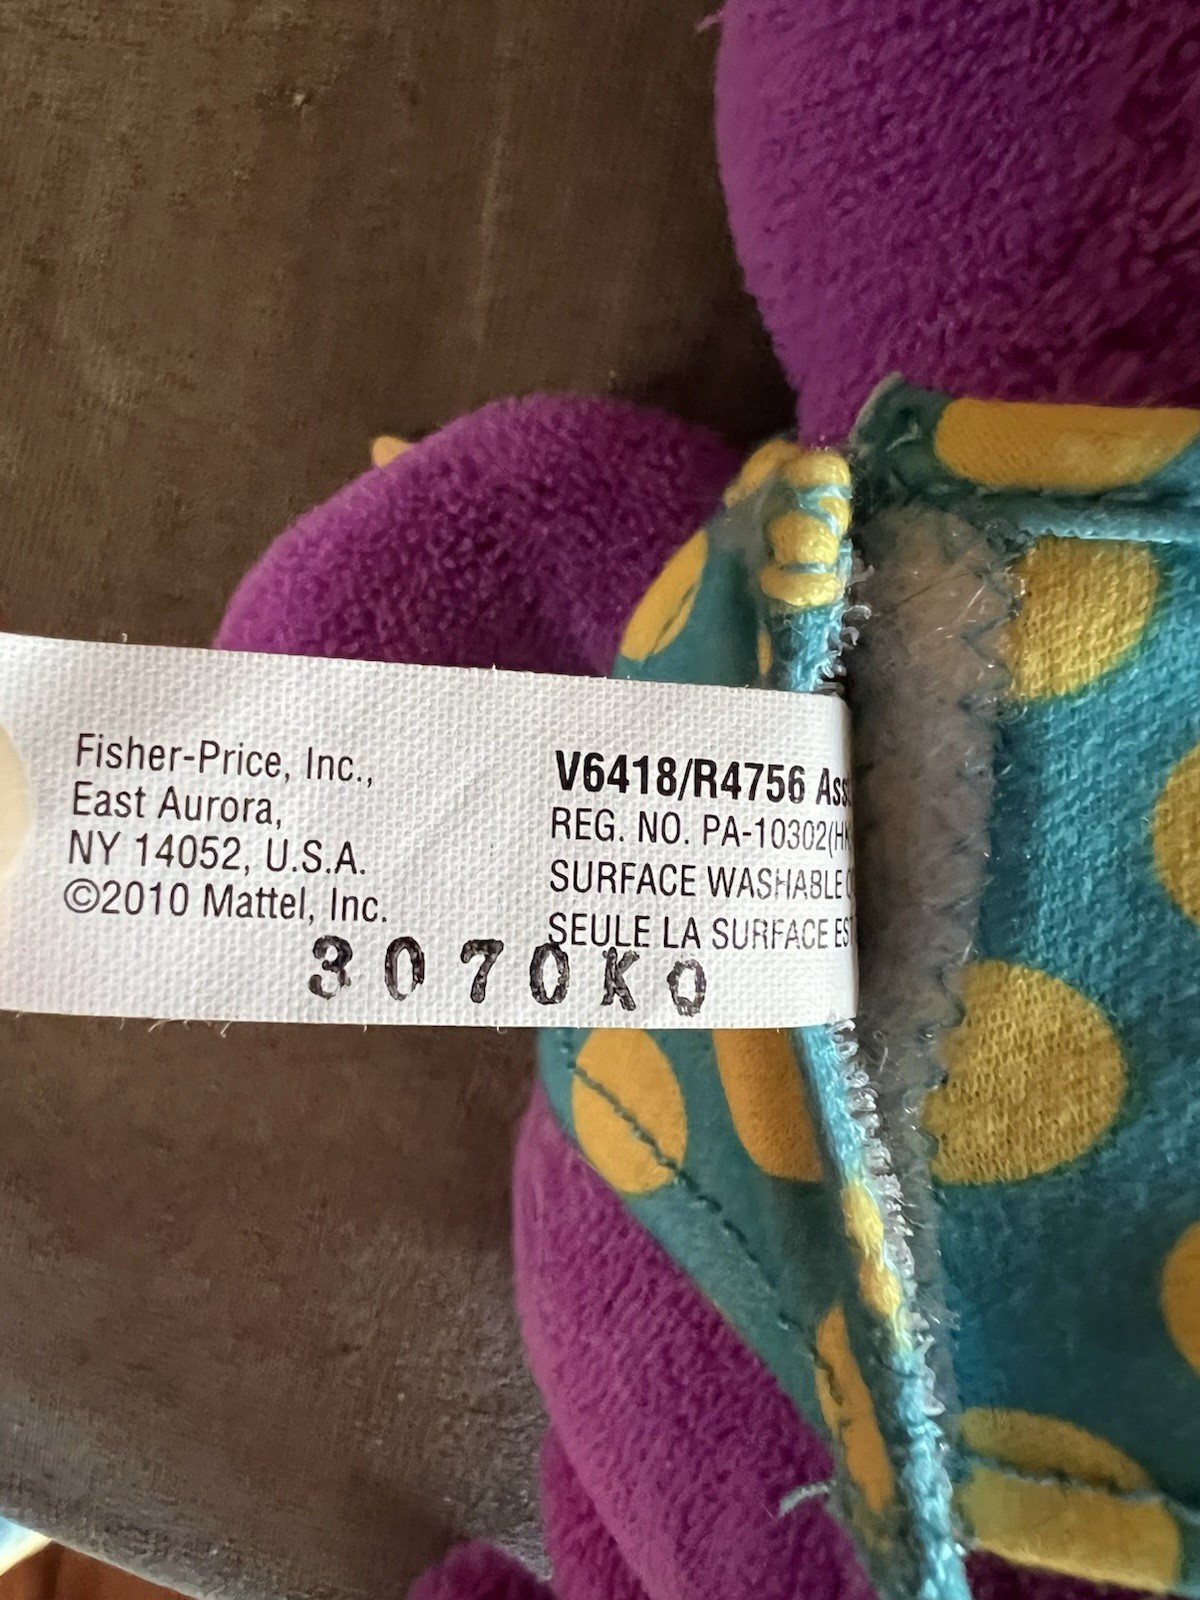 Fisher-Price, Inc.,
East Aurora,
NY 14052, U.S.A.
©2010 Mattel, Inc.
V6418/R4756
REG. NO. PA-10302
SURFACE WASHABLE
SEULE LA SURFACE EST
3070K0